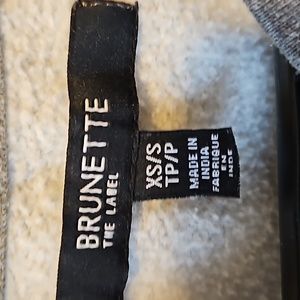 BRUNETTE
THE LABEL
XS/S
TP/P
MADE IN
INDIA
FABRIQUE
EN
INDE